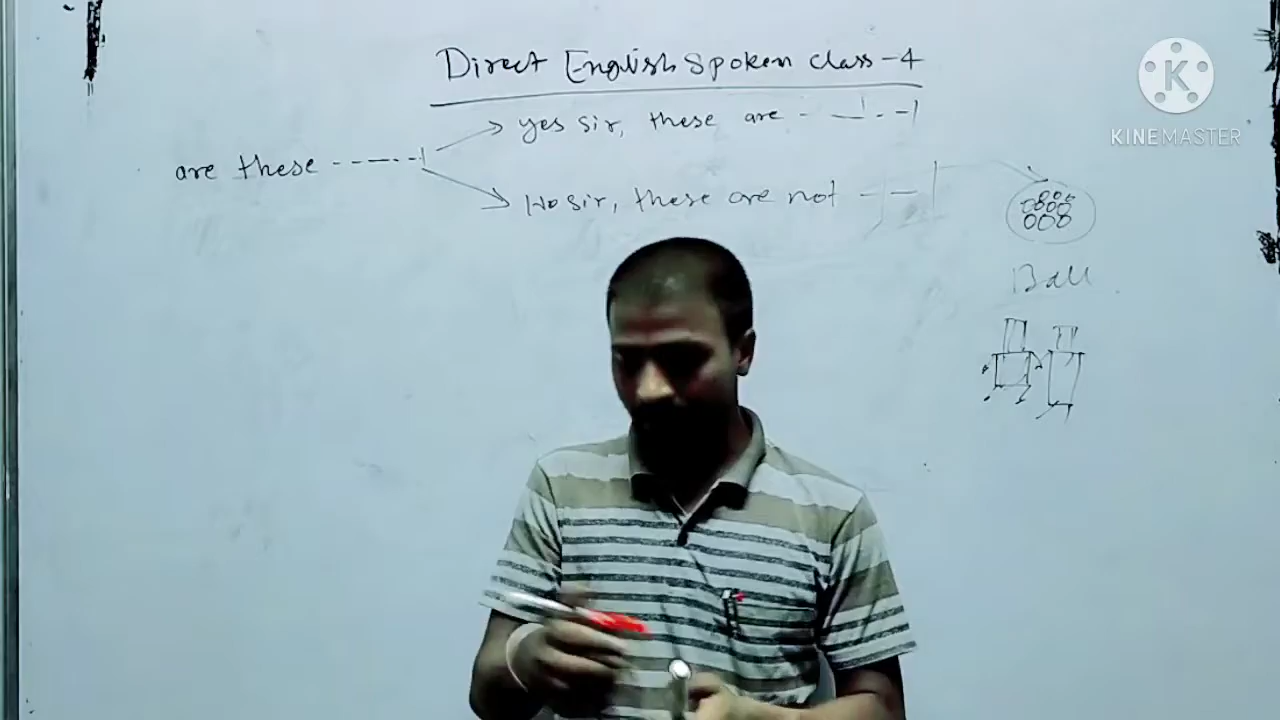 Direct English Spoken class-4
yes sir, these are - - - - -
are these - - - - - -
No sir, these are not - - -
Ball
K
KINEMASTER